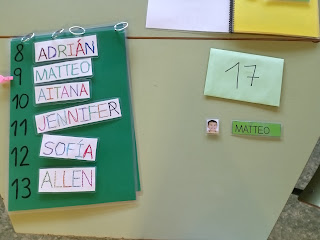 8 ADRIÁN
9 MATTEO
10 AITANA
11 JENNIFER
12 SOFÍA
13 ALLEN
17
MATTEO